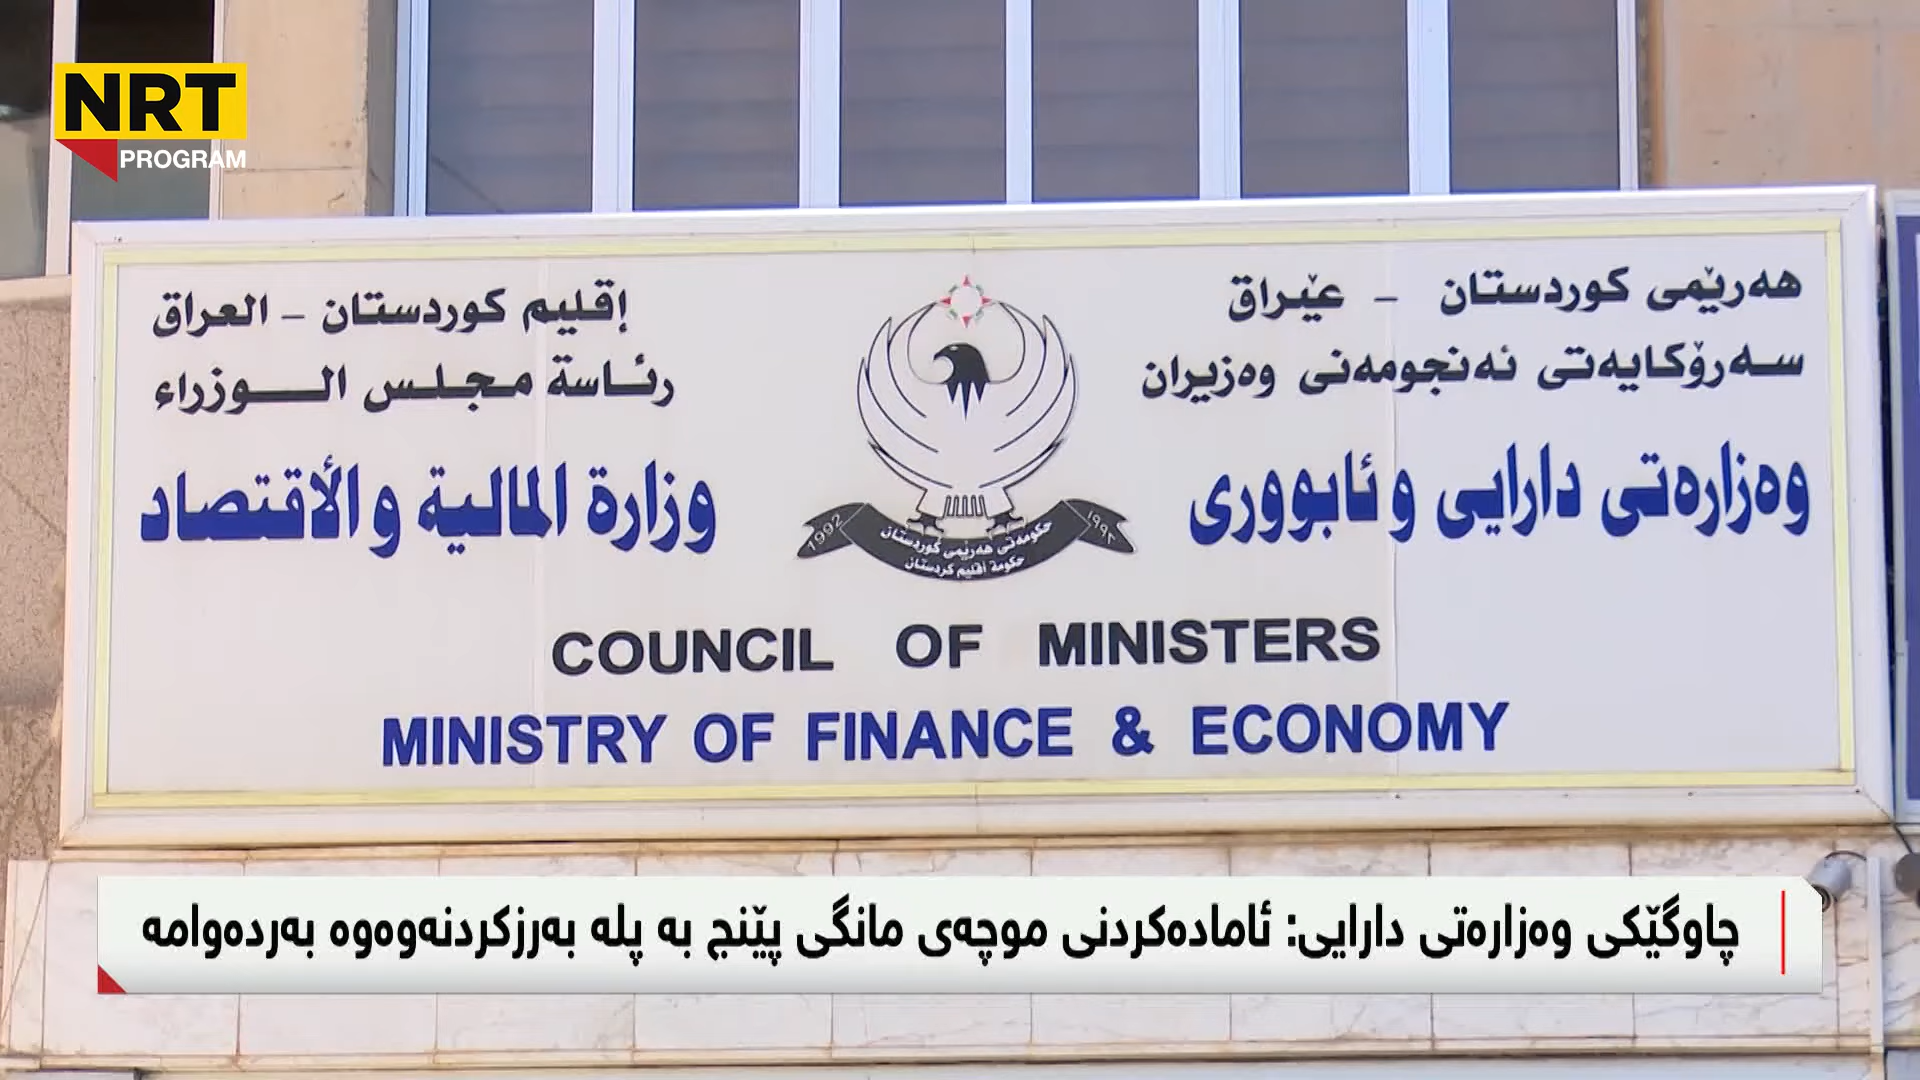 NRT
PROGRAM
هەرێمی کوردستان - عێراق
سەرۆکایەتی ئەنجومەنی وەزیران
وەزارەتی دارایی و ئابووری
إقليم كوردستان - العراق
رئاسة مجلس الوزراء
وزارة المالية والأقتصاد
1992
١٩٩٢
حکومەتی هەرێمی کوردستان
حكومة اقليم كردستان
COUNCIL OF MINISTERS
MINISTRY OF FINANCE & ECONOMY
چاوگێکی وەزارەتی دارایی: ئامادەکردنی موچەی مانگی پێنج بە پلە بەرزکردنەوەوە بەردەوامە